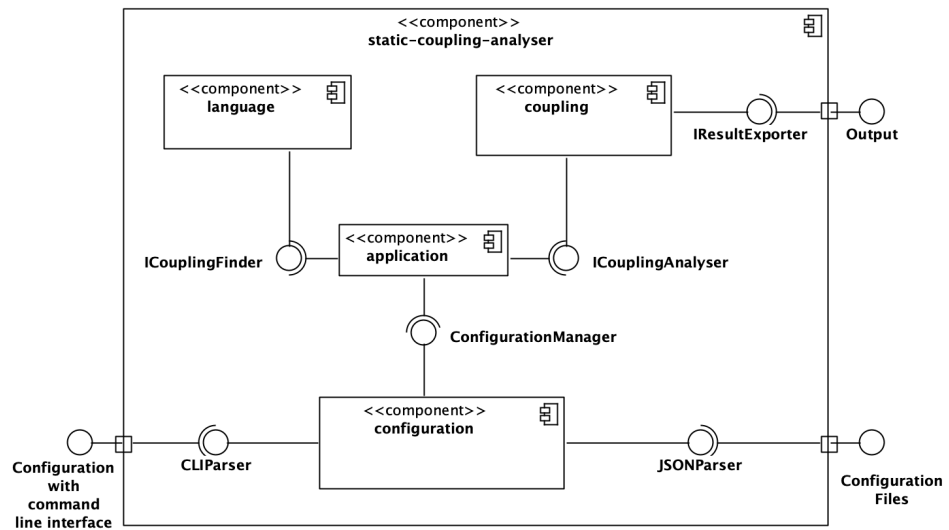 <<component>>
static-coupling-analyser
<<component>>
language
<<component>>
coupling
IResultExporter
Output
<<component>>
application
ICouplingFinder
ICouplingAnalyser
ConfigurationManager
<<component>>
configuration
CLIParser
JSONParser
Configuration
with
command
line interface
Configuration
Files